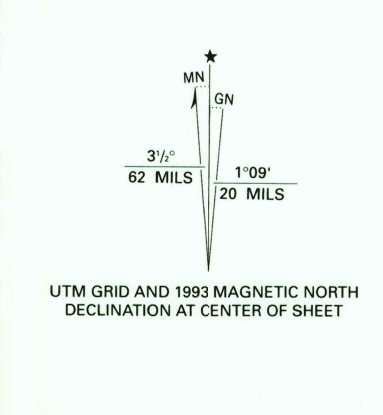 MN
GN
3½°
62 MILS
1°09'
20 MILS
UTM GRID AND 1993 MAGNETIC NORTH
DECLINATION AT CENTER OF SHEET